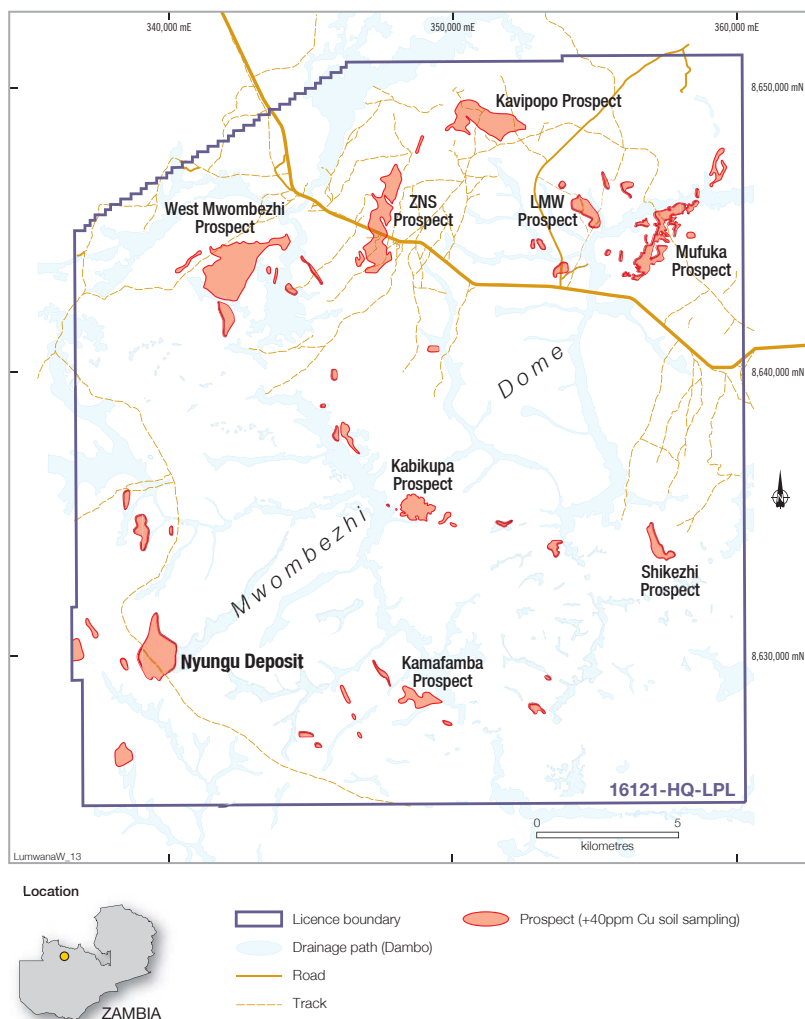 340,000 mE
350,000 mE
360,000 mE
8,650,000 mN
Kavipopo Prospect
West Mwombezhi
Prospect
ZNS
Prospect
LMW
Prospect
Mufuka
Prospect
Dome
8,640,000 mN
Kabikupa
Prospect
N
Mwombezhi
Shikezhi
Prospect
Nyungu Deposit
Kamafamba
Prospect
8,630,000 mN
16121-HQ-LPL
0
5
kilometres
LumwanaW_13
Location
ZAMBIA
Licence boundary
Drainage path (Dambo)
Road
Track
Prospect (+40ppm Cu soil sampling)